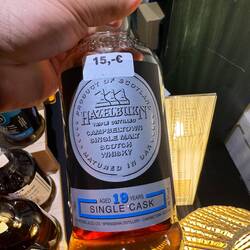 15,-€
PRODUCT OF SCOTLAND
HAZELBURN
TRIPLE DISTILLED
CAMPBELTOWN
SINGLE MALT
SCOTCH
WHISKY
MATURED IN OAK
AGED 19 YEARS
SINGLE CASK